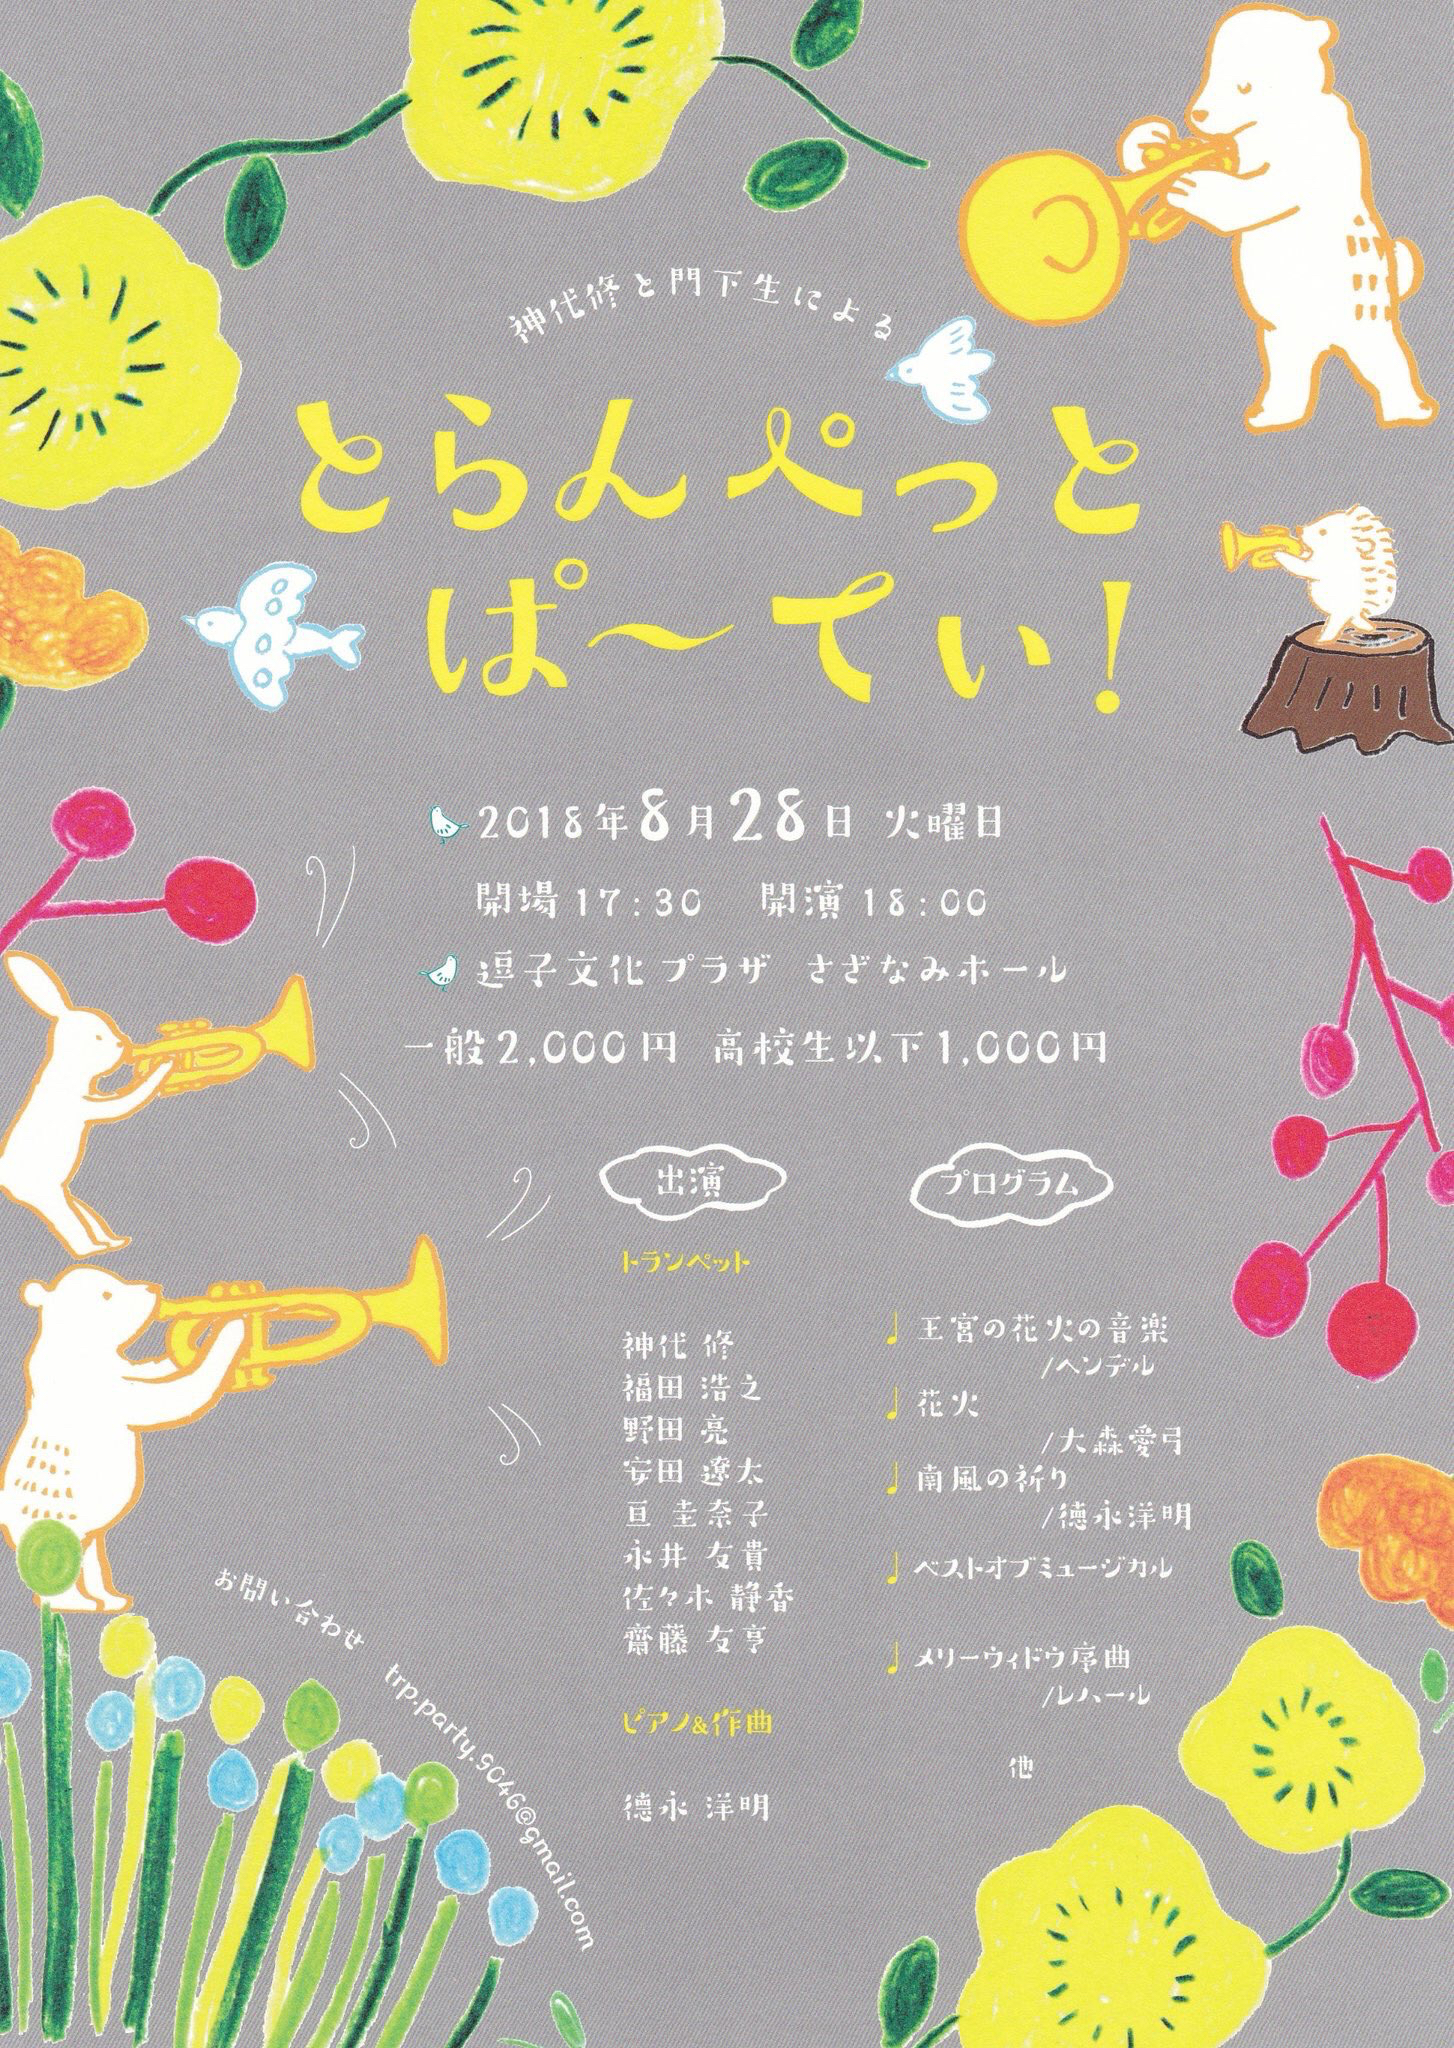 神代修と門下生による
とらんぺっと
ぱ〜てぃ!
2018年8月28日 火曜日
開場17:30 開演18:00
逗子文化プラザ さざなみホール
一般2,000円 高校生以下1,000円
出演
トランペット
神代 修
福田 浩之
野田 亮
安田 遼太
亘 圭奈子
永井 友貴
佐々木 静香
齋藤 友亨
ピアノ&作曲
德永 洋明
プログラム
♩王宮の花火の音楽
/ヘンデル
♩花火
/大森愛弓
♩南風の祈り
/德永洋明
♩ベストオブミュージカル
♩メリーウィドウ序曲
/レハール
他
お問い合わせ
trp.party.9046@gmail.com